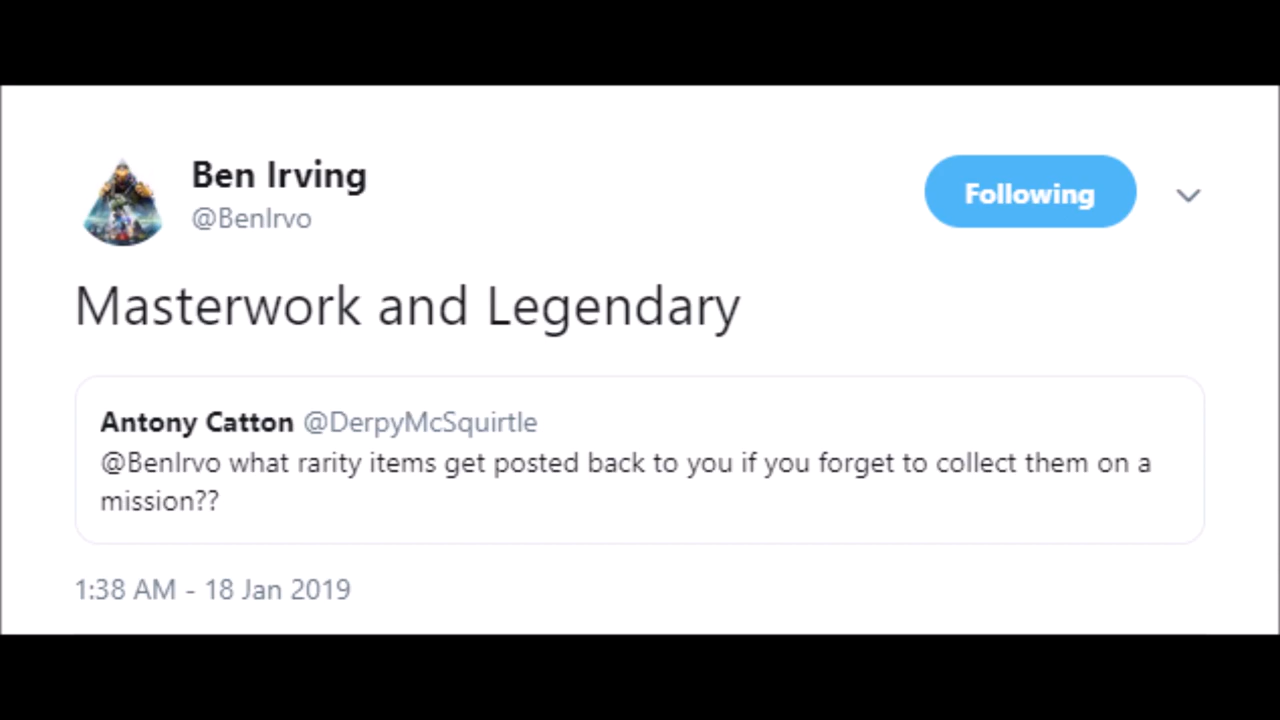 Ben Irving
@BenIrvo
Following
Masterwork and Legendary
Antony Catton @DerpyMcSquirtle
@BenIrvo what rarity items get posted back to you if you forget to collect them on a
mission??
1:38 AM - 18 Jan 2019